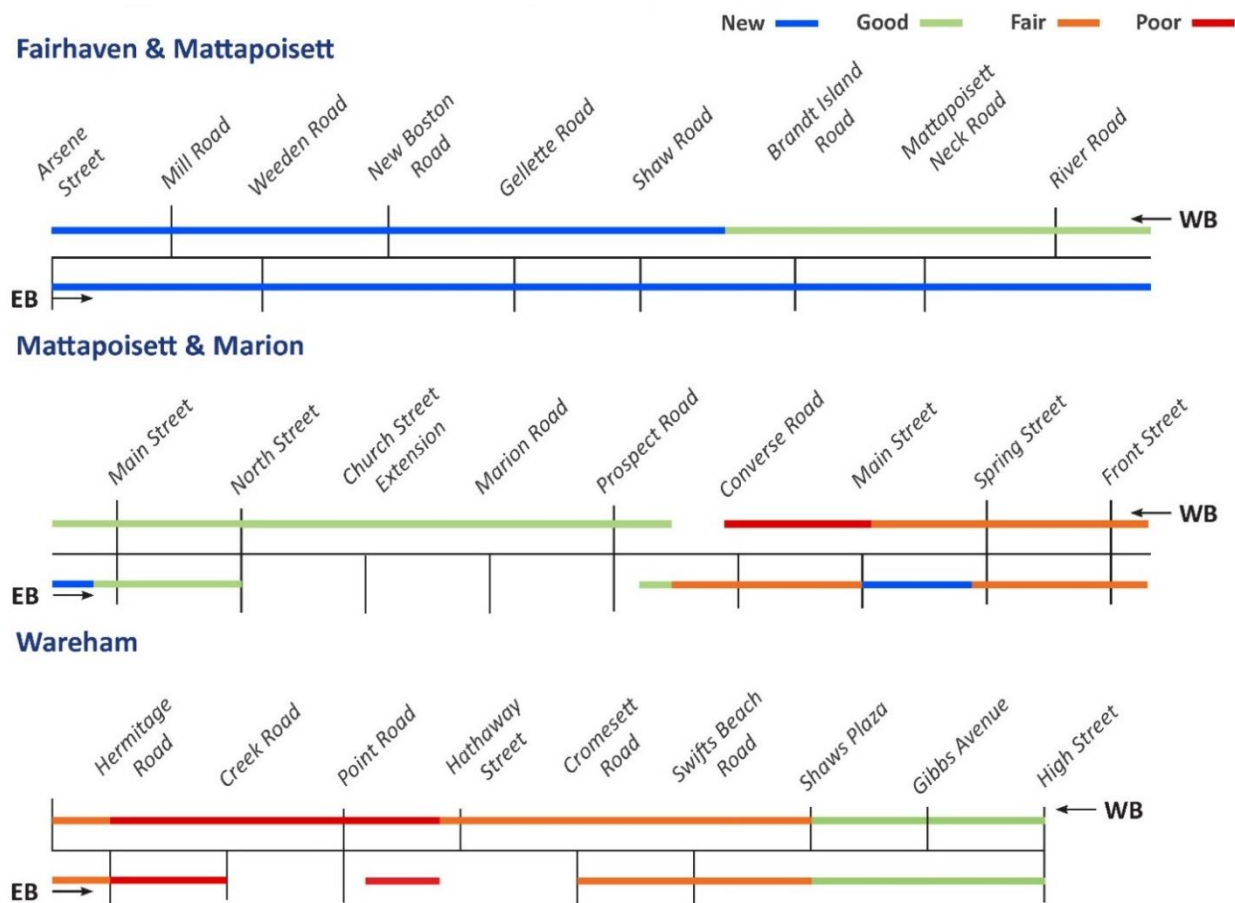 New Good Fair Poor
Fairhaven & Mattapoisett
Arsene
Street
Mill Road
Weeden Road
New Boston
Road
Gellette Road
Shaw Road
Brandt Island
Road
Mattapoisett
Neck Road
River Road
WB
EB
Mattapoisett & Marion
Main Street
North Street
Church Street
Extension
Marion Road
Prospect Road
Converse Road
Main Street
Spring Street
Front Street
WB
EB
Wareham
Hermitage
Road
Creek Road
Point Road
Hathaway
Street
Cromesett
Road
Swifts Beach
Road
Shaws Plaza
Gibbs Avenue
High Street
WB
EB